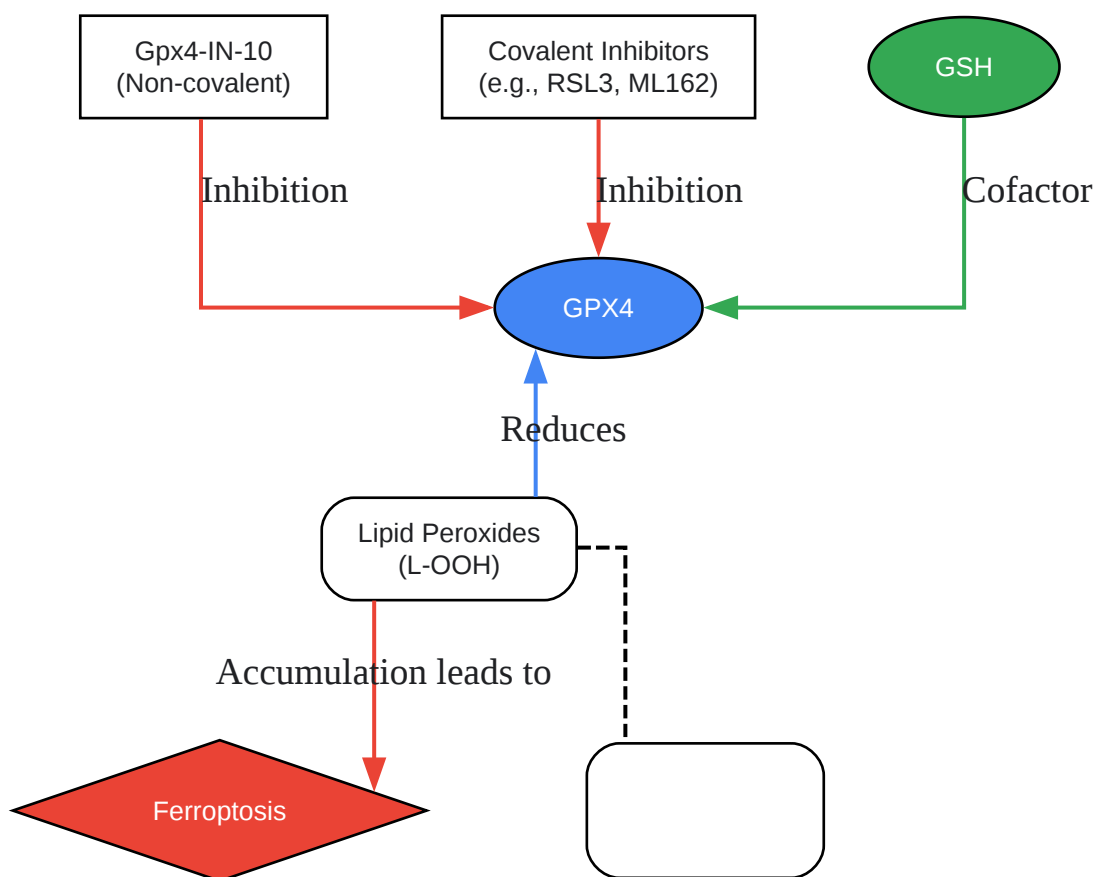 Gpx4-IN-10
(Non-covalent)
Covalent Inhibitors
(e.g., RSL3, ML162)
GSH
Inhibition
Inhibition
Cofactor
GPX4
Reduces
Lipid Peroxides
(L-OOH)
Accumulation leads to
Ferroptosis